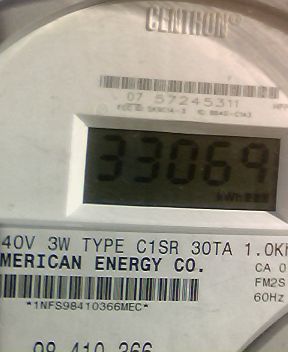 CENTRON
07 57245311
33069
kWh
40V 3W TYPE C1SR 30TA 1.0K
MERICAN ENERGY CO.
CA 0
FM2S
60Hz
*1NFS98410366MEC*
98 410 366